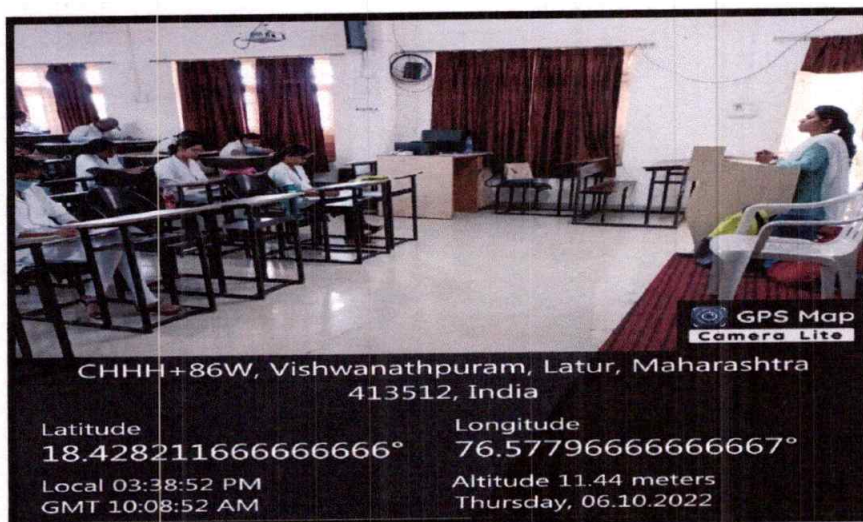 GPS Map
Camera Lite
CHHH+86W, Vishwanathpuram, Latur, Maharashtra
413512, India
Latitude
18.428211666666666°
Longitude
76.57796666666667°
Local 03:38:52 PM
GMT 10:08:52 AM
Altitude 11.44 meters
Thursday, 06.10.2022